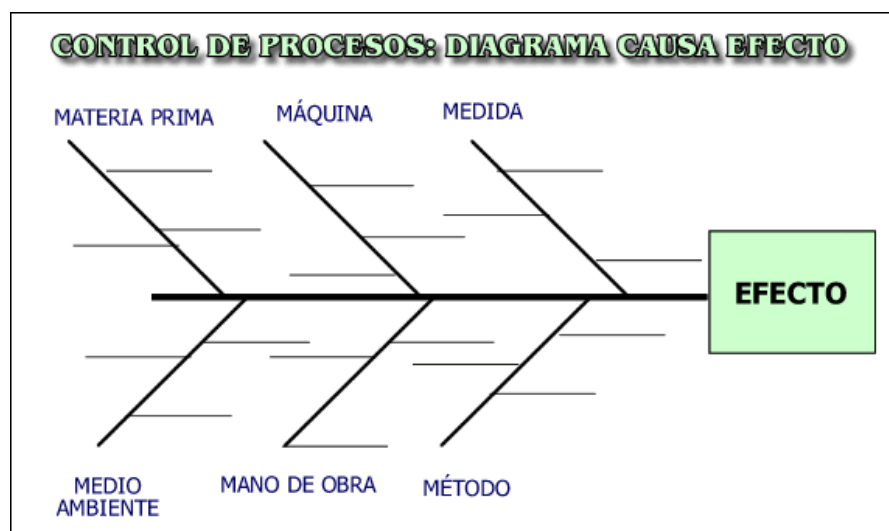 CONTROL DE PROCESOS: DIAGRAMA CAUSA EFECTO
MATERIA PRIMA
MÁQUINA
MEDIDA
EFECTO
MEDIO
AMBIENTE
MANO DE OBRA
MÉTODO